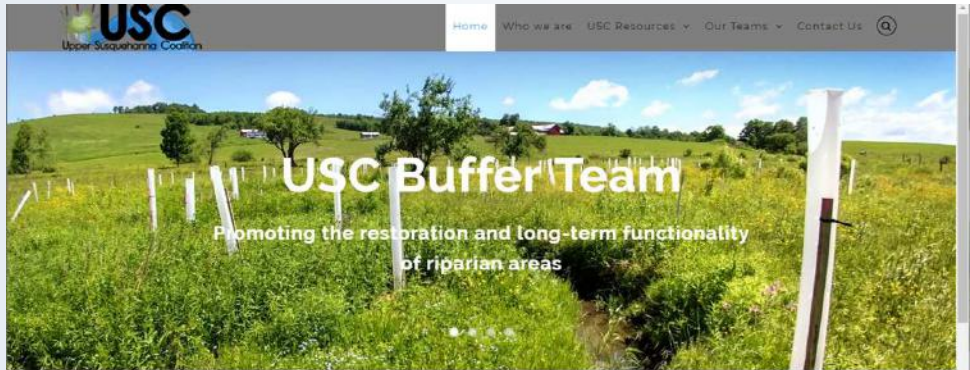 USC
Upper Susquehanna Coalition
Home Who we are USC Resources Our Teams Contact Us
USC Buffer Team
Promoting the restoration and long-term functionality
of riparian areas